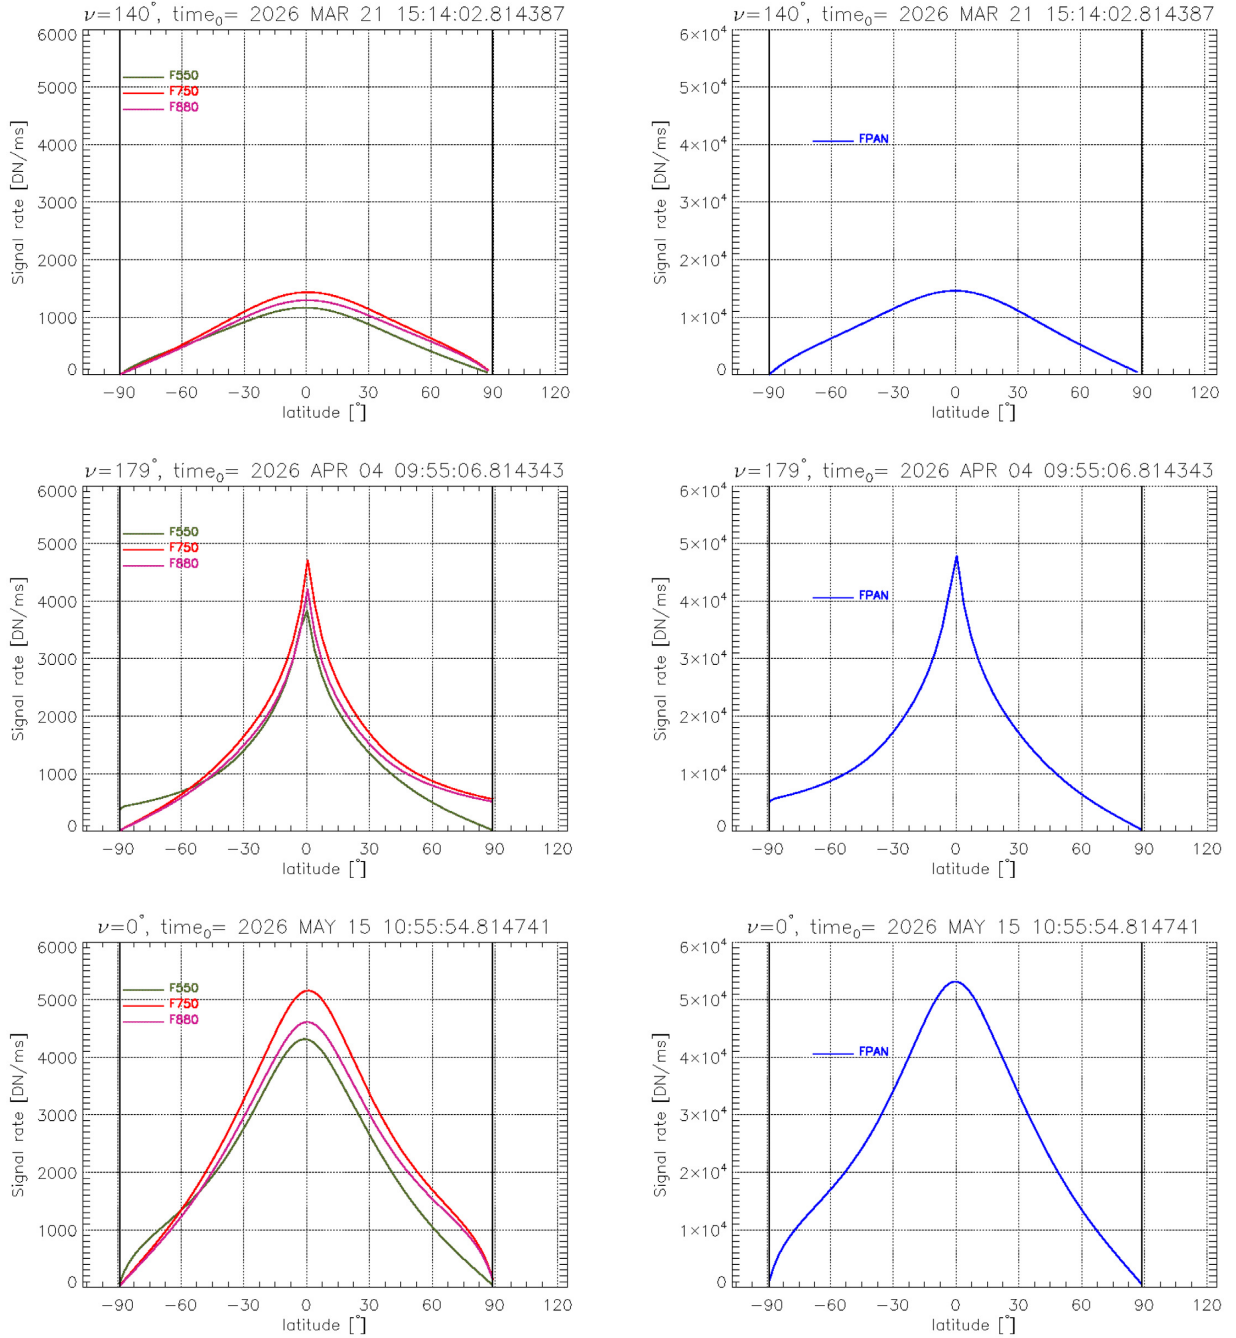 ν=140°, time₀= 2026 MAR 21 15:14:02.814387
6000
5000
4000
3000
2000
1000
0
Signal rate [DN/ms]
F550
F750
F880
−90 −60 −30 0 30 60 90 120
latitude [°]
ν=140°, time₀= 2026 MAR 21 15:14:02.814387
6×10⁴
5×10⁴
4×10⁴
3×10⁴
2×10⁴
1×10⁴
0
Signal rate [DN/ms]
FPAN
−90 −60 −30 0 30 60 90 120
latitude [°]
ν=179°, time₀= 2026 APR 04 09:55:06.814343
6000
5000
4000
3000
2000
1000
0
Signal rate [DN/ms]
F550
F750
F880
−90 −60 −30 0 30 60 90 120
latitude [°]
ν=179°, time₀= 2026 APR 04 09:55:06.814343
6×10⁴
5×10⁴
4×10⁴
3×10⁴
2×10⁴
1×10⁴
0
Signal rate [DN/ms]
FPAN
−90 −60 −30 0 30 60 90 120
latitude [°]
ν=0°, time₀= 2026 MAY 15 10:55:54.814741
6000
5000
4000
3000
2000
1000
0
Signal rate [DN/ms]
F550
F750
F880
−90 −60 −30 0 30 60 90 120
latitude [°]
ν=0°, time₀= 2026 MAY 15 10:55:54.814741
6×10⁴
5×10⁴
4×10⁴
3×10⁴
2×10⁴
1×10⁴
0
Signal rate [DN/ms]
FPAN
−90 −60 −30 0 30 60 90 120
latitude [°]